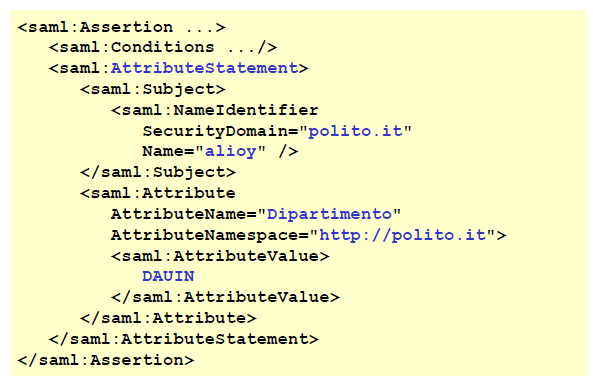 <saml:Assertion ...>
<saml:Conditions .../>
<saml:AttributeStatement>
<saml:Subject>
<saml:NameIdentifier
SecurityDomain="polito.it"
Name="alioy" />
</saml:Subject>
<saml:Attribute
AttributeName="Dipartimento"
AttributeNamespace="http://polito.it">
<saml:AttributeValue>
DAUIN
</saml:AttributeValue>
</saml:Attribute>
</saml:AttributeStatement>
</saml:Assertion>